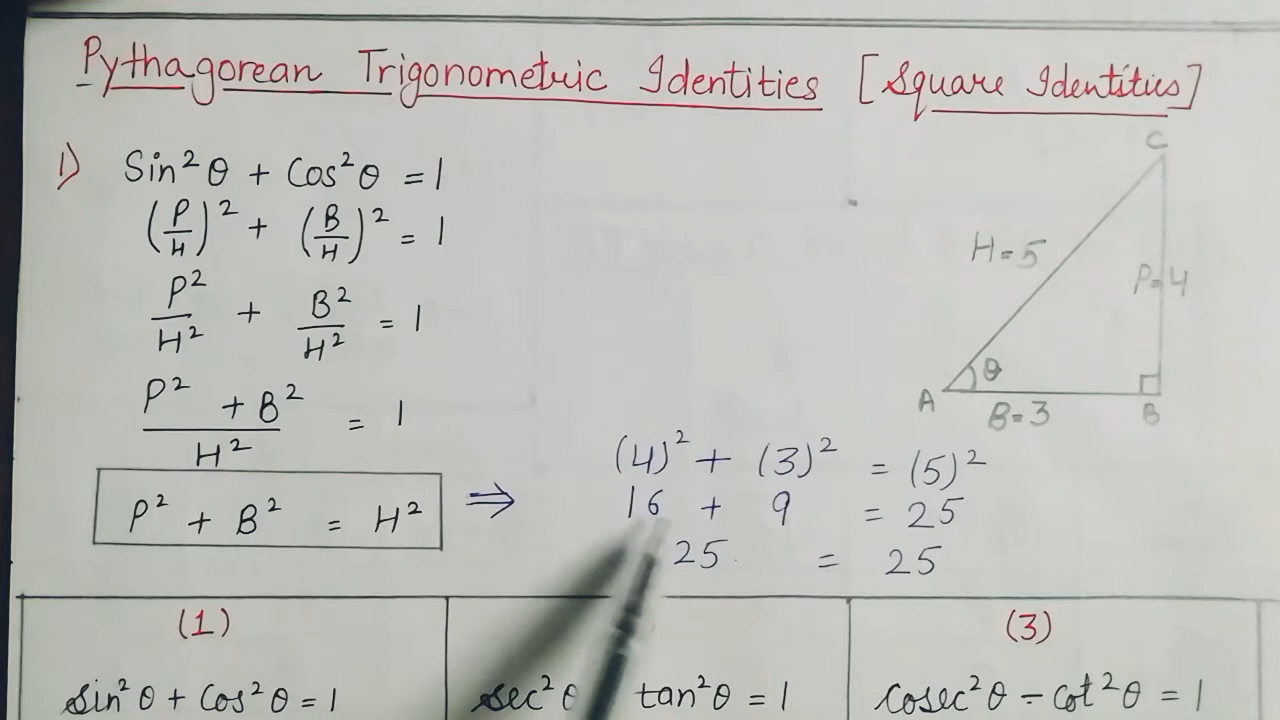 Pythagorean Trigonometric Identities [Square Identities]
1) Sin²θ + Cos²θ = 1
(P/H)² + (B/H)² = 1
P²/H² + B²/H² = 1
P² + B²/H² = 1
P² + B² = H² ⇒
C
H=5
P=4
θ
A
B=3
B
(4)² + (3)² = (5)²
16 + 9 = 25
25 = 25
(1)
sin²θ + Cos²θ = 1
sec²θ tan²θ = 1
(3)
cosec²θ - cot²θ = 1